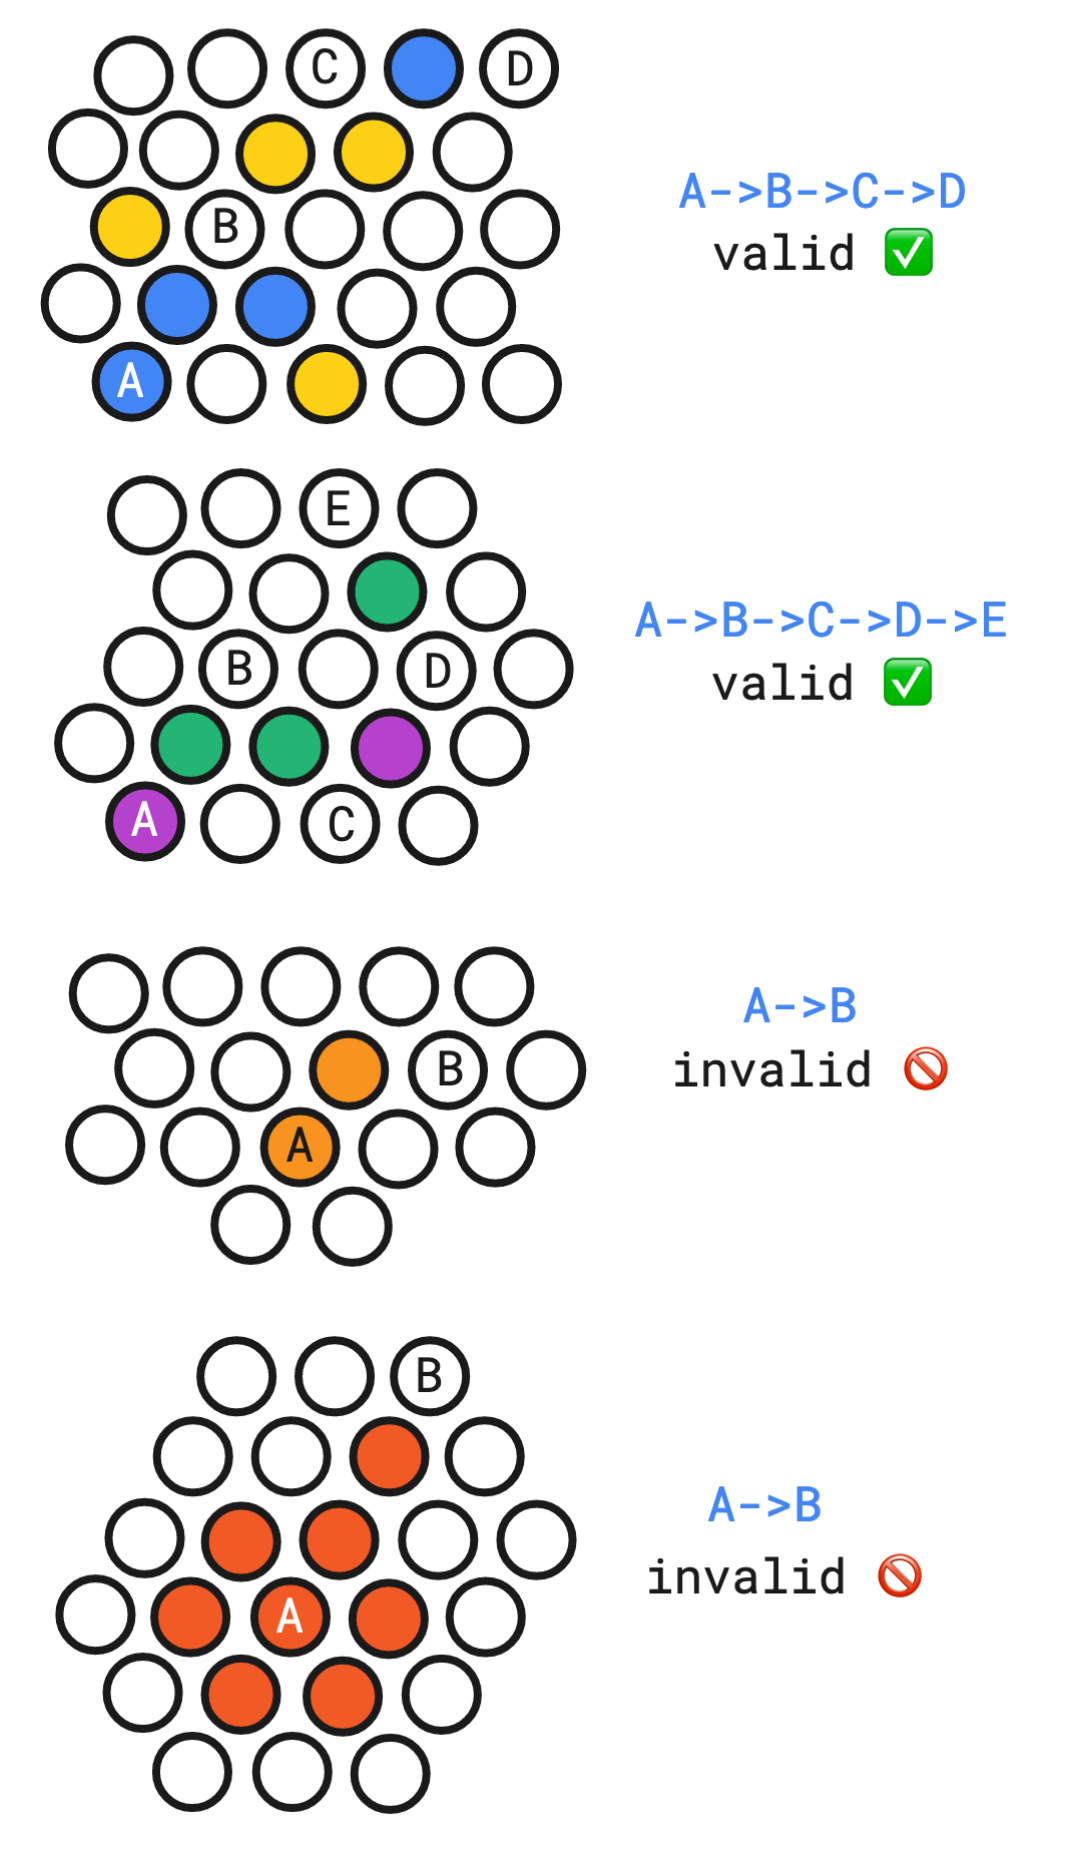 C D
B
A
A->B->C->D
valid ✅
E
B D
A C
A->B->C->D->E
valid ✅
B
A
A->B
invalid 🚫
B
A
A->B
invalid 🚫